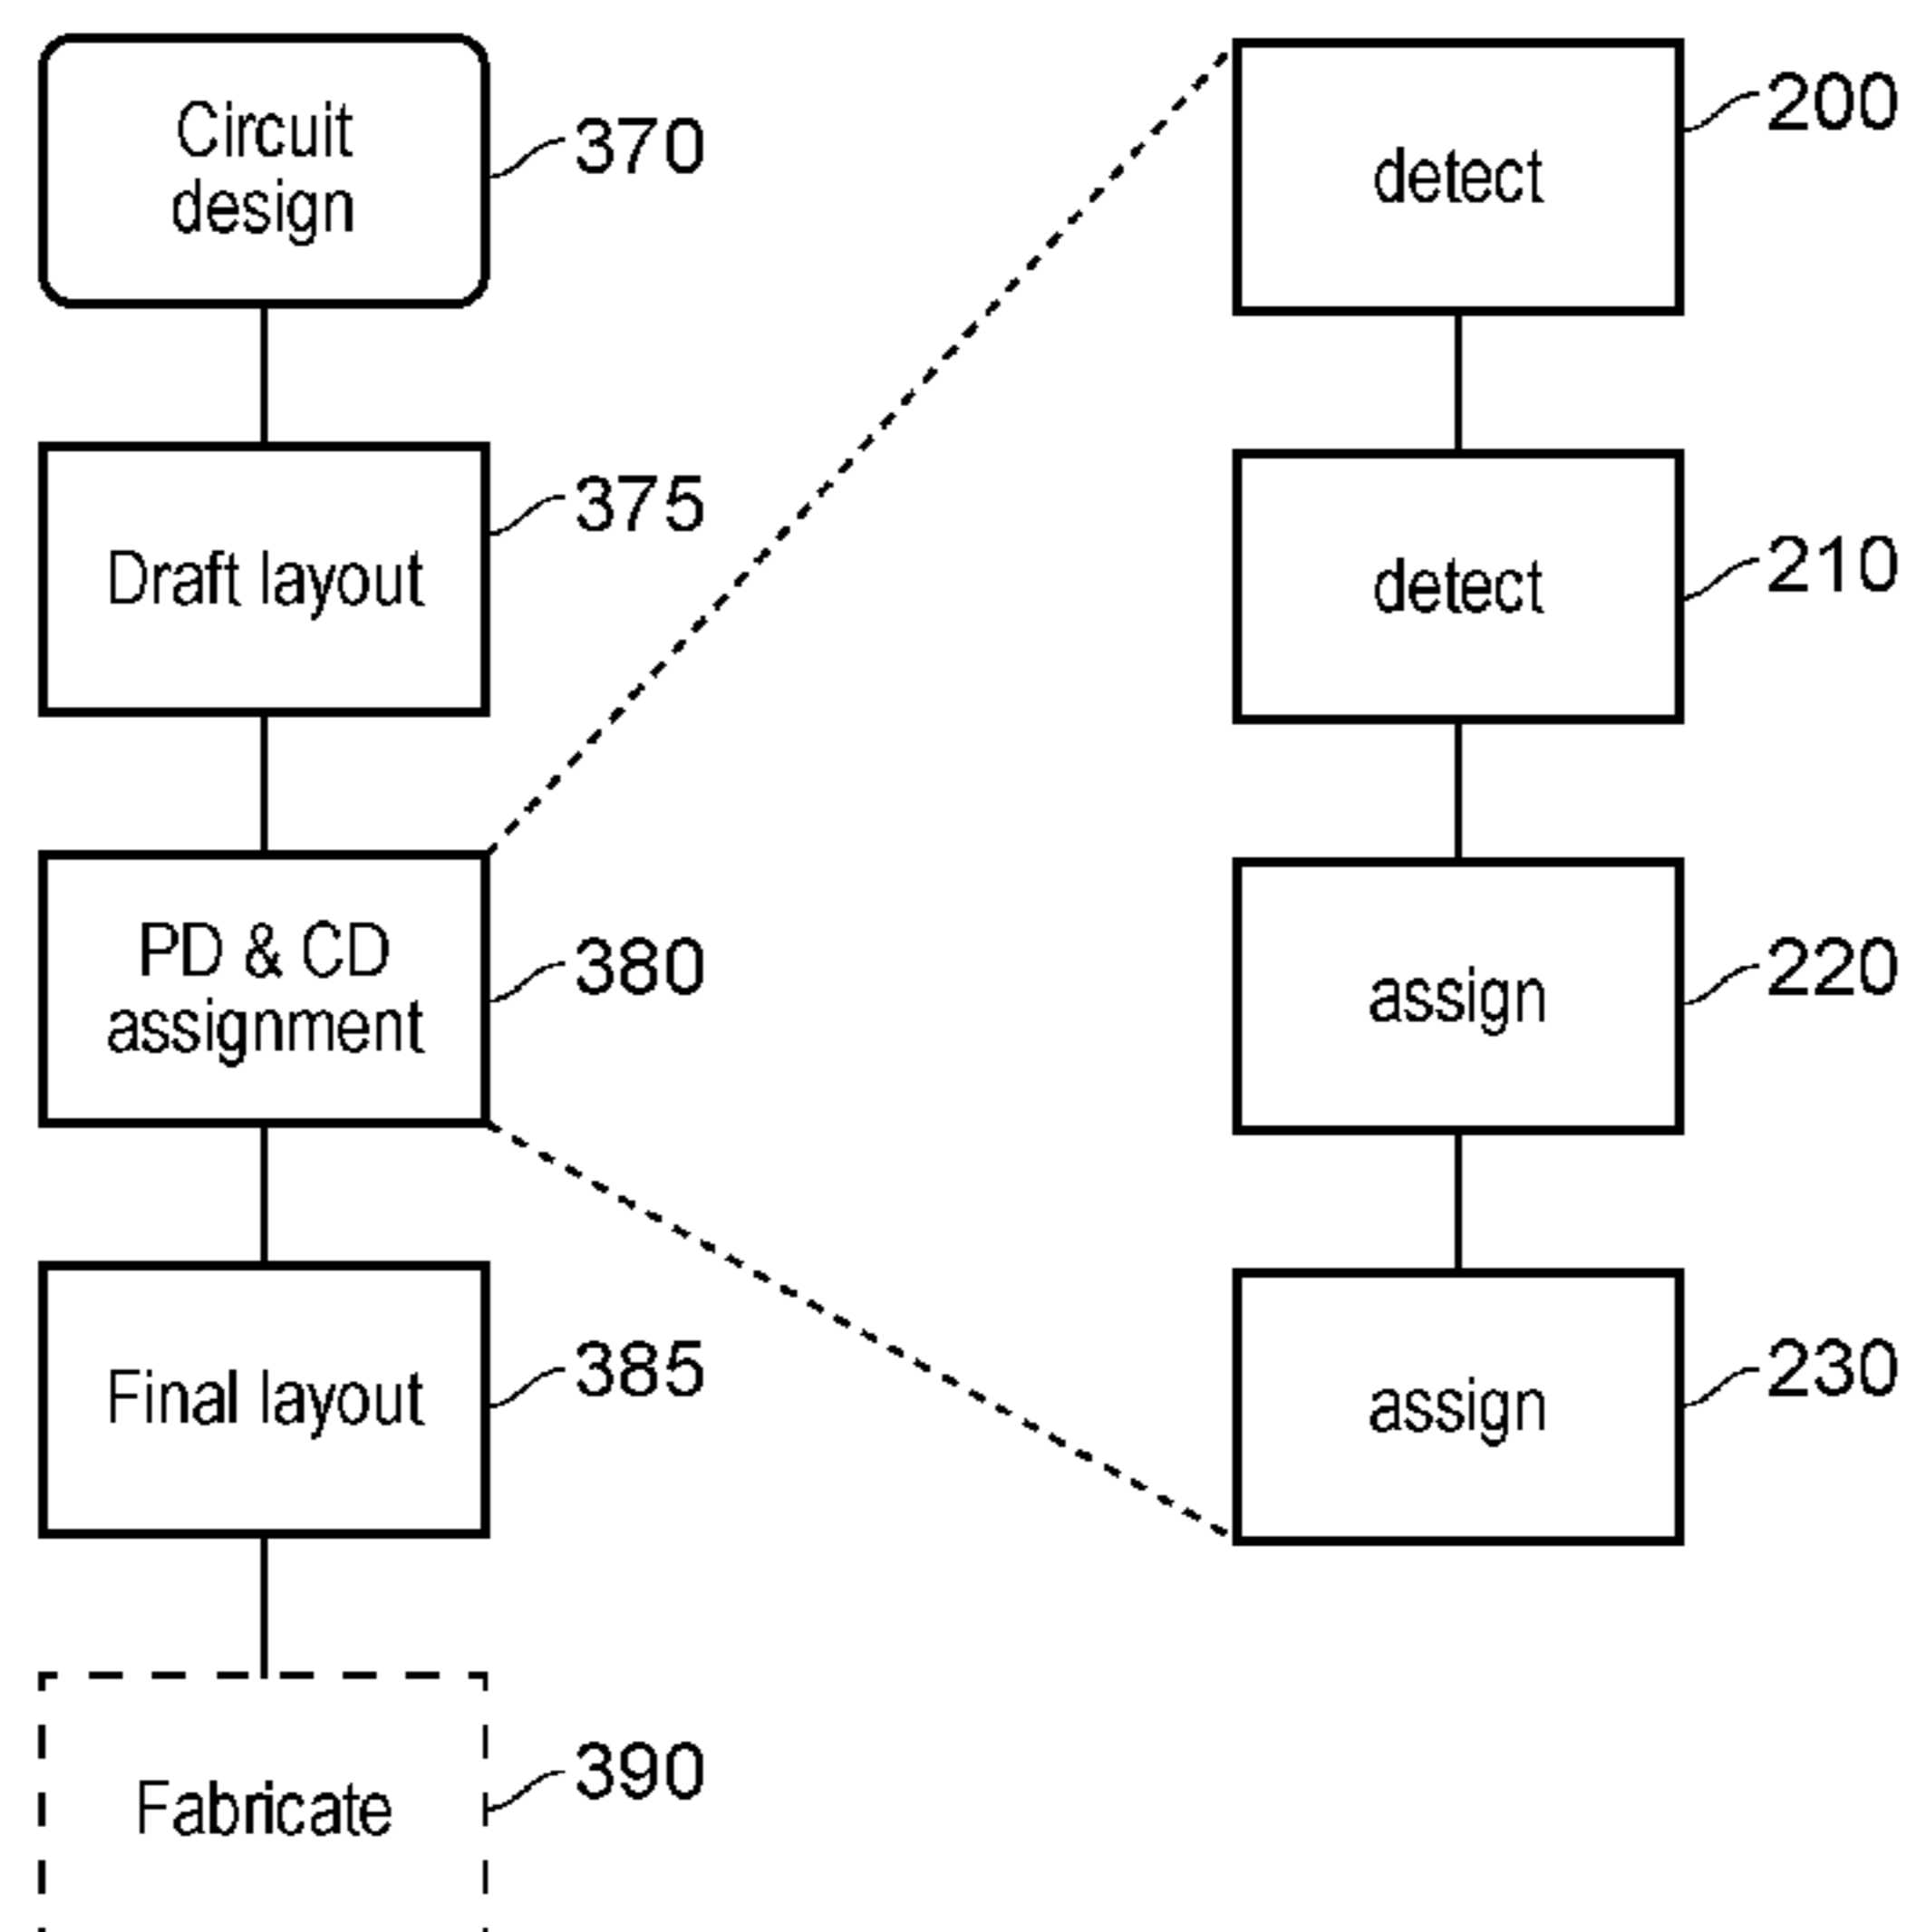 Circuit
design
370
Draft layout
375
PD & CD
assignment
380
Final layout
385
Fabricate
390
detect
200
detect
210
assign
220
assign
230